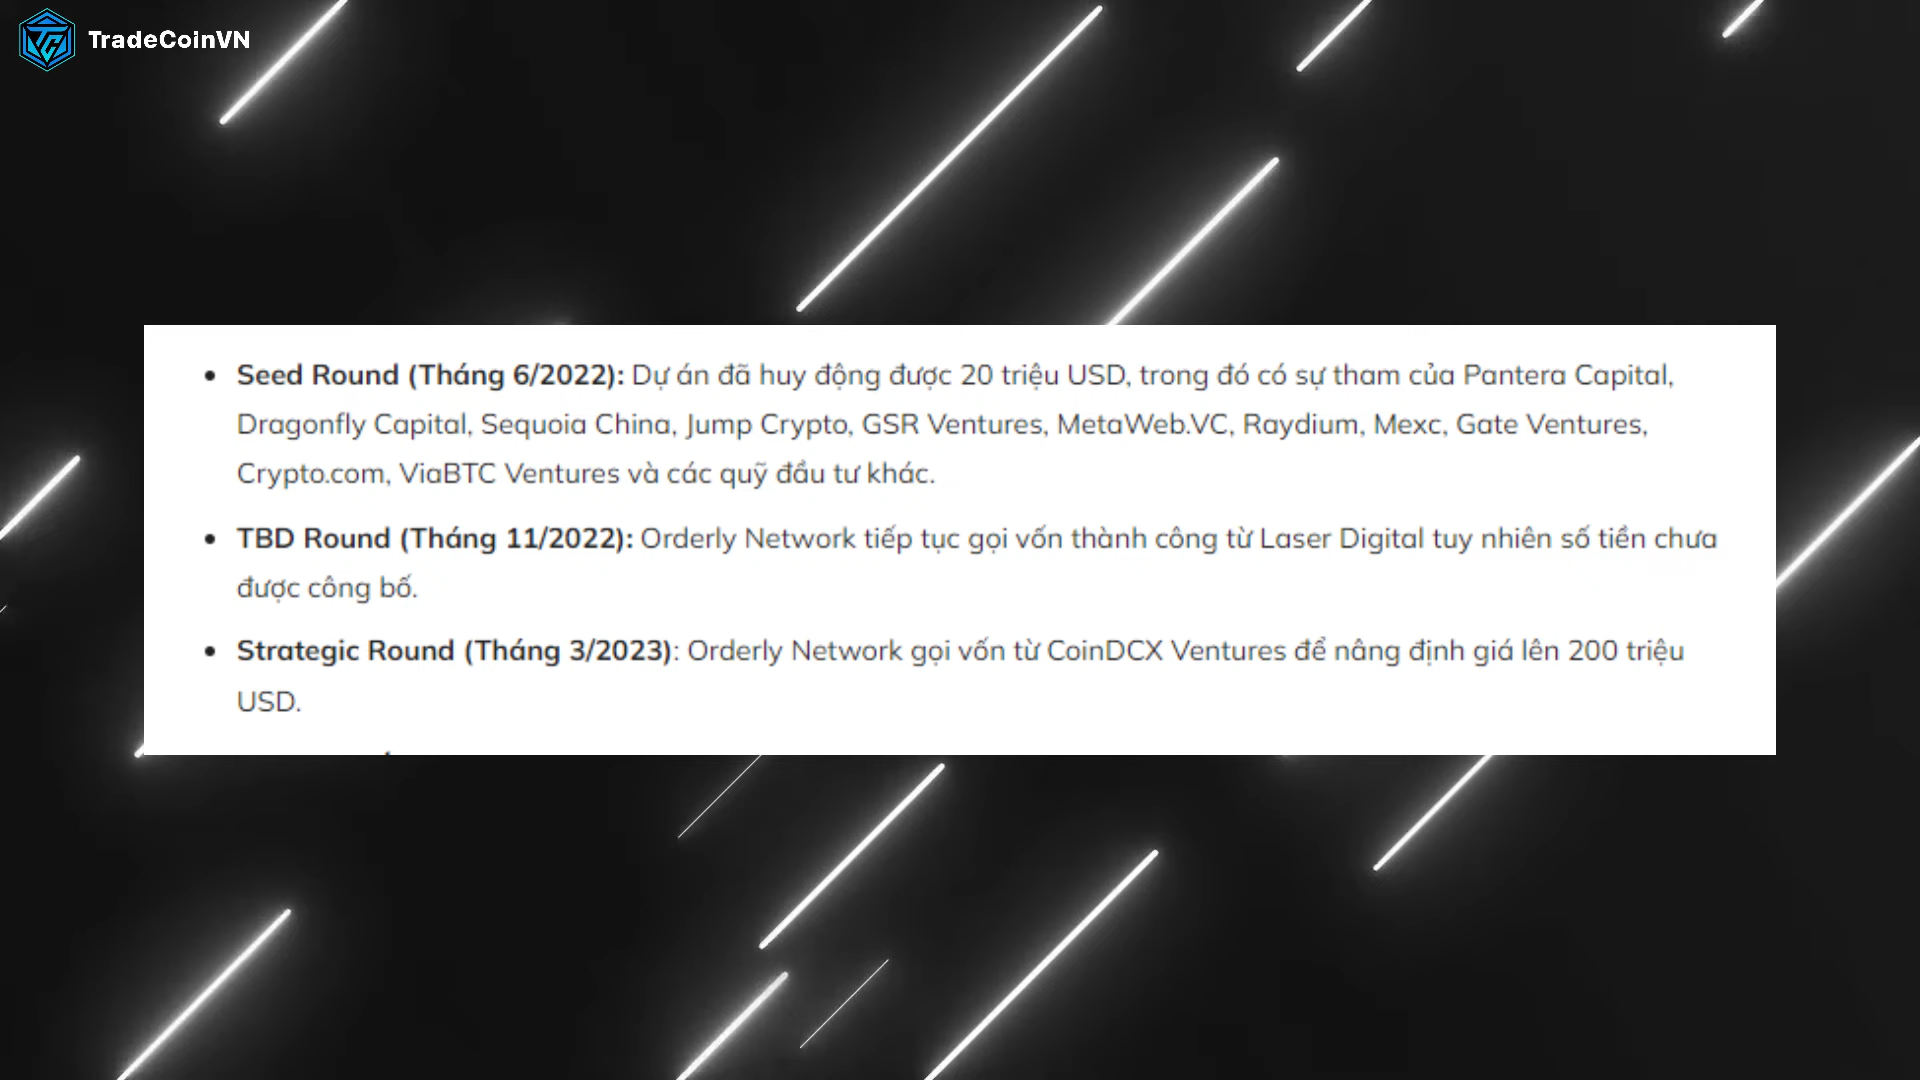 TradeCoinVN
• Seed Round (Tháng 6/2022): Dự án đã huy động được 20 triệu USD, trong đó có sự tham của Pantera Capital,
Dragonfly Capital, Sequoia China, Jump Crypto, GSR Ventures, MetaWeb.VC, Raydium, Mexc, Gate Ventures,
Crypto.com, ViaBTC Ventures và các quỹ đầu tư khác.
• TBD Round (Tháng 11/2022): Orderly Network tiếp tục gọi vốn thành công từ Laser Digital tuy nhiên số tiền chưa
được công bố.
• Strategic Round (Tháng 3/2023): Orderly Network gọi vốn từ CoinDCX Ventures để nâng định giá lên 200 triệu
USD.